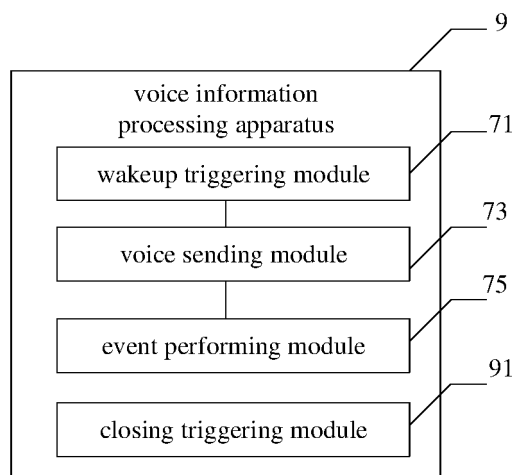 9
voice information
processing apparatus
71
wakeup triggering module
73
voice sending module
75
event performing module
91
closing triggering module